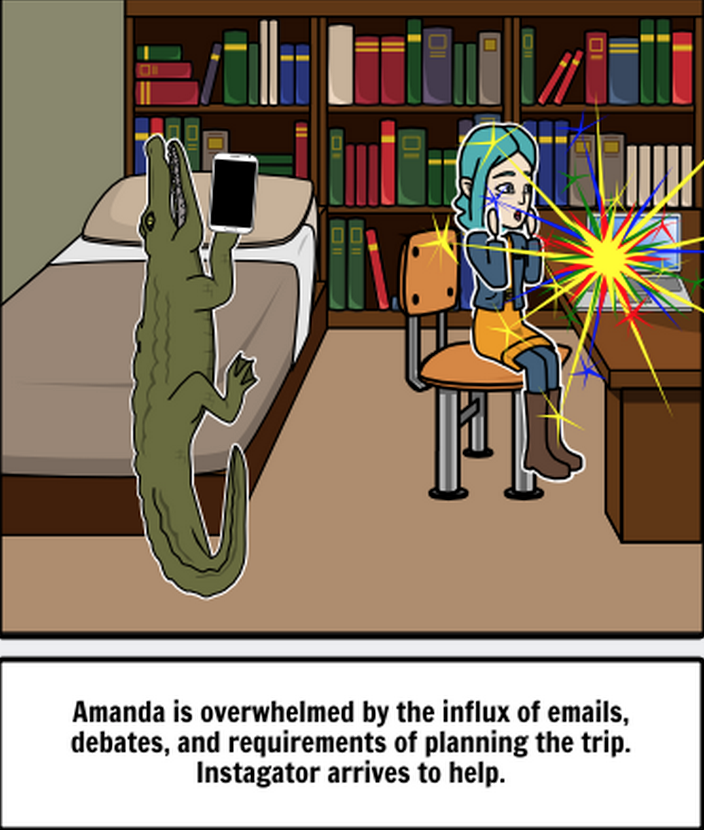 Amanda is overwhelmed by the influx of emails,
debates, and requirements of planning the trip.
Instagator arrives to help.